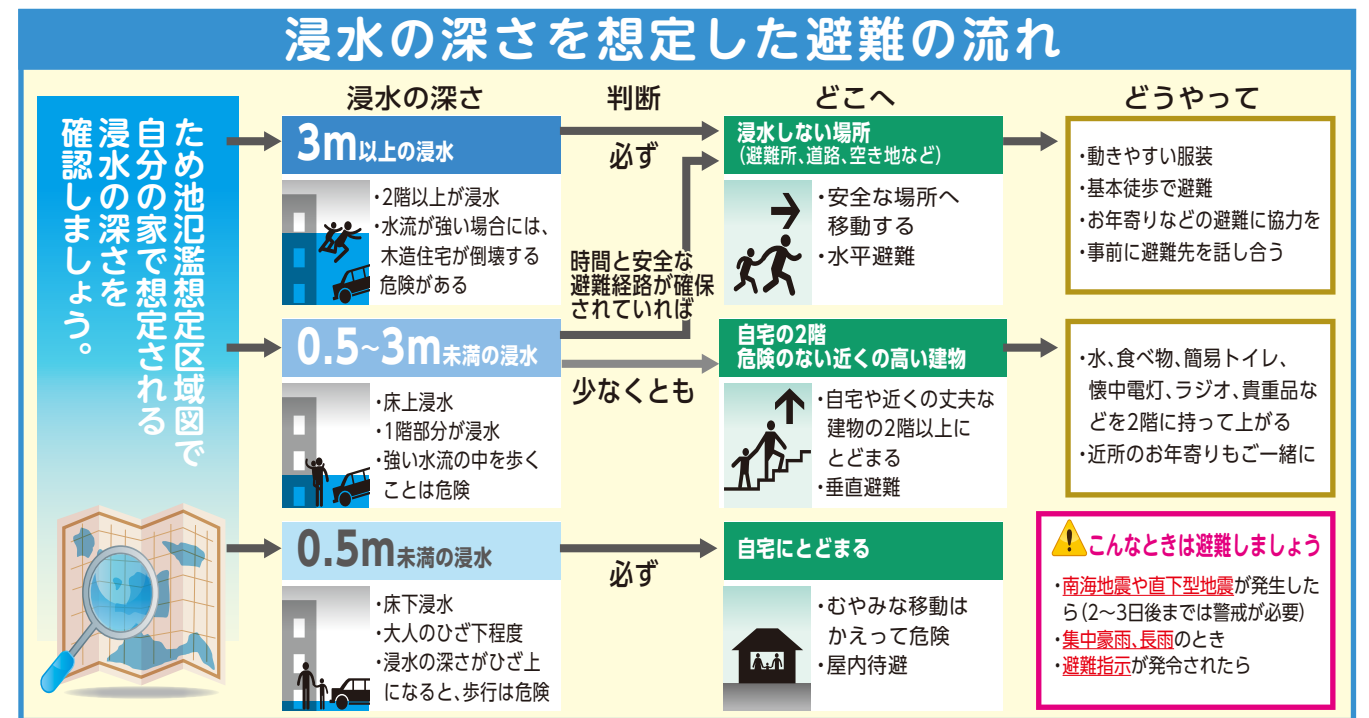 浸水の深さを想定した避難の流れ
ため池氾濫想定区域図で
自分の家で想定される
浸水の深さを
確認しましょう。
浸水の深さ
判断
どこへ
どうやって
3m以上の浸水
・2階以上が浸水
・水流が強い場合には、
木造住宅が倒壊する
危険がある
必ず
浸水しない場所
(避難所、道路、空き地など)
・安全な場所へ
移動する
・水平避難
・動きやすい服装
・基本徒歩で避難
・お年寄りなどの避難に協力を
・事前に避難先を話し合う
時間と安全な
避難経路が確保
されていれば
0.5~3m未満の浸水
・床上浸水
・1階部分が浸水
・強い水流の中を歩く
ことは危険
少なくとも
自宅の2階
危険のない近くの高い建物
・自宅や近くの丈夫な
建物の2階以上に
とどまる
・垂直避難
・水、食べ物、簡易トイレ、
懐中電灯、ラジオ、貴重品な
どを2階に持って上がる
・近所のお年寄りもご一緒に
0.5m未満の浸水
・床下浸水
・大人のひざ下程度
・浸水の深さがひざ上
になると、歩行は危険
必ず
自宅にとどまる
・むやみな移動は
かえって危険
・屋内待避
こんなときは避難しましょう
・南海地震や直下型地震が発生した
ら(2〜3日後までは警戒が必要)
・集中豪雨、長雨のとき
・避難指示が発令されたら